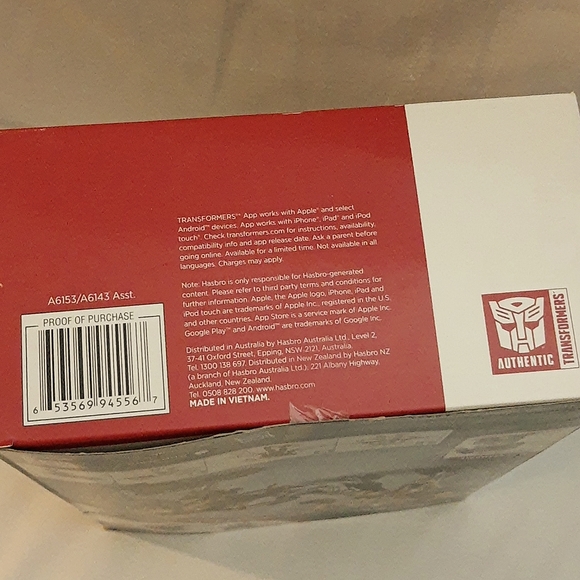 TRANSFORMERS™ App works with Apple® and select
Android™ devices. App works with iPhone®, iPad® and iPod
touch®. Check transformers.com for instructions, availability,
compatibility info and app release date. Ask a parent before
going online. Available for a limited time. Not available in all
languages. Charges may apply.
Note: Hasbro is only responsible for Hasbro-generated
content. Please refer to third party terms and conditions for
further information. Apple, the Apple logo, iPhone, iPad and
iPod touch are trademarks of Apple Inc., registered in the U.S.
and other countries. App Store is a service mark of Apple Inc.
Google Play™ and Android™ are trademarks of Google Inc.
Distributed in Australia by Hasbro Australia Ltd., Level 2,
37-41 Oxford Street, Epping, NSW, 2121, Australia.
Tel. 1300 138 697. Distributed in New Zealand by Hasbro NZ
(a branch of Hasbro Australia Ltd.), 221 Albany Highway,
Auckland, New Zealand.
Tel. 0508 828 200. www.hasbro.com
MADE IN VIETNAM.
A6153/A6143 Asst.
PROOF OF PURCHASE
6 53569 94556 7
AUTHENTIC
TRANSFORMERS